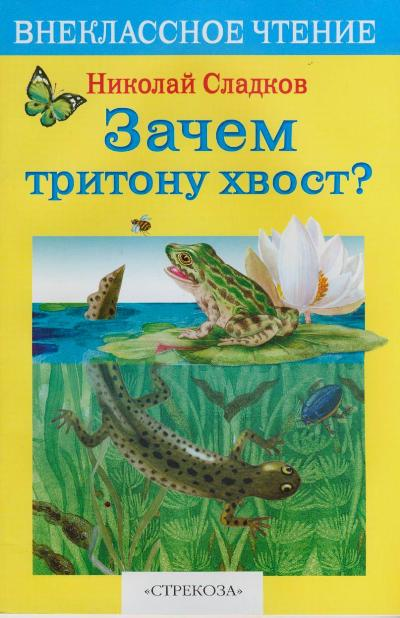 ВНЕКЛАССНОЕ ЧТЕНИЕ
Николай Сладков
Зачем
тритону хвост?
«СТРЕКОЗА»